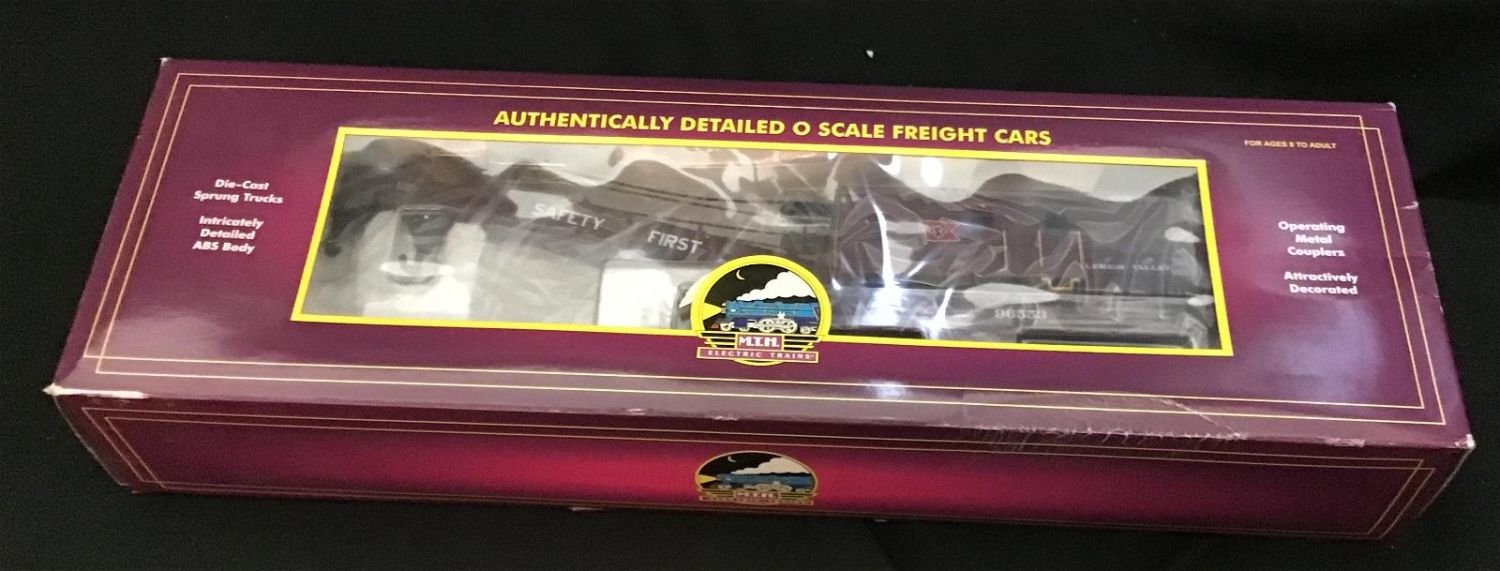 AUTHENTICALLY DETAILED O SCALE FREIGHT CARS
FOR AGES 8 TO ADULT
Die-Cast
Sprung Trucks
Intricately
Detailed
ABS Body
SAFETY FIRST
LEHIGH VALLEY
96553
Operating
Metal
Couplers
Attractively
Decorated
M.T.H.
ELECTRIC TRAINS
M.T.H.